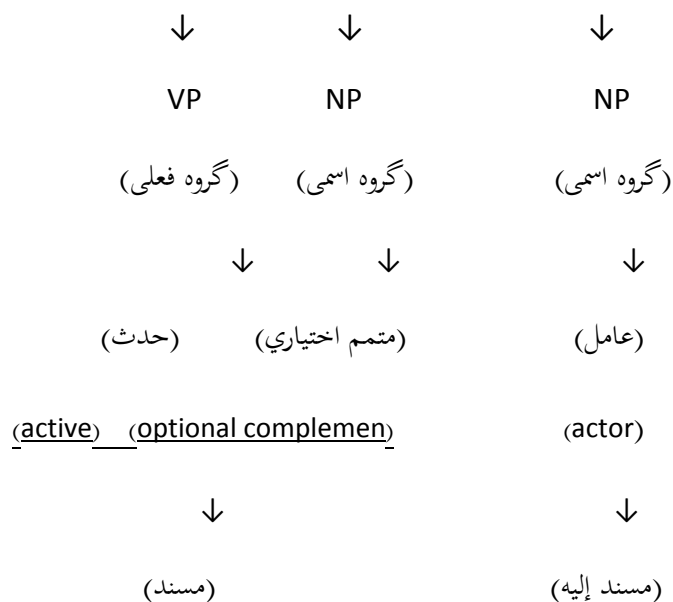 ↓ ↓ ↓
VP NP NP
(گروه اسمی) (گروه اسمی) (گروه فعلی)
↓ ↓ ↓
(عامل) (متمم اختياري) (حدث)
(active) (optional complemen) (actor)
↓ ↓
(مسند إليه) (مسند)